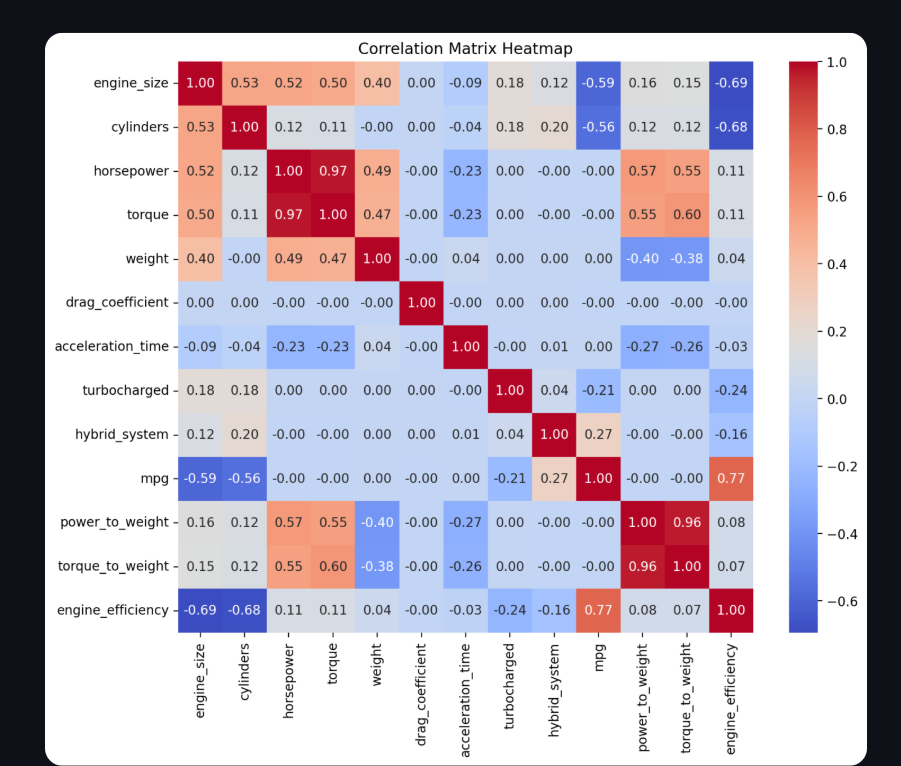 Correlation Matrix Heatmap
engine_size 1.00 0.53 0.52 0.50 0.40 0.00 -0.09 0.18 0.12 -0.59 0.16 0.15 -0.69
cylinders 0.53 1.00 0.12 0.11 -0.00 0.00 -0.04 0.18 0.20 -0.56 0.12 0.12 -0.68
horsepower 0.52 0.12 1.00 0.97 0.49 -0.00 -0.23 0.00 -0.00 -0.00 0.57 0.55 0.11
torque 0.50 0.11 0.97 1.00 0.47 -0.00 -0.23 0.00 -0.00 -0.00 0.55 0.60 0.11
weight 0.40 -0.00 0.49 0.47 1.00 -0.00 0.04 0.00 0.00 0.00 -0.40 -0.38 0.04
drag_coefficient 0.00 0.00 -0.00 -0.00 -0.00 1.00 -0.00 0.00 0.00 0.00 -0.00 -0.00 -0.00
acceleration_time -0.09 -0.04 -0.23 -0.23 0.04 -0.00 1.00 -0.00 0.01 0.00 -0.27 -0.26 -0.03
turbocharged 0.18 0.18 0.00 0.00 0.00 0.00 -0.00 1.00 0.04 -0.21 0.00 0.00 -0.24
hybrid_system 0.12 0.20 -0.00 -0.00 0.00 0.00 0.01 0.04 1.00 0.27 -0.00 -0.00 -0.16
mpg -0.59 -0.56 -0.00 -0.00 0.00 0.00 0.00 -0.21 0.27 1.00 -0.00 -0.00 0.77
power_to_weight 0.16 0.12 0.57 0.55 -0.40 -0.00 -0.27 0.00 -0.00 -0.00 1.00 0.96 0.08
torque_to_weight 0.15 0.12 0.55 0.60 -0.38 -0.00 -0.26 0.00 -0.00 -0.00 0.96 1.00 0.07
engine_efficiency -0.69 -0.68 0.11 0.11 0.04 -0.00 -0.03 -0.24 -0.16 0.77 0.08 0.07 1.00
engine_size
cylinders
horsepower
torque
weight
drag_coefficient
acceleration_time
turbocharged
hybrid_system
mpg
power_to_weight
torque_to_weight
engine_efficiency
1.0
0.8
0.6
0.4
0.2
0.0
−0.2
−0.4
−0.6